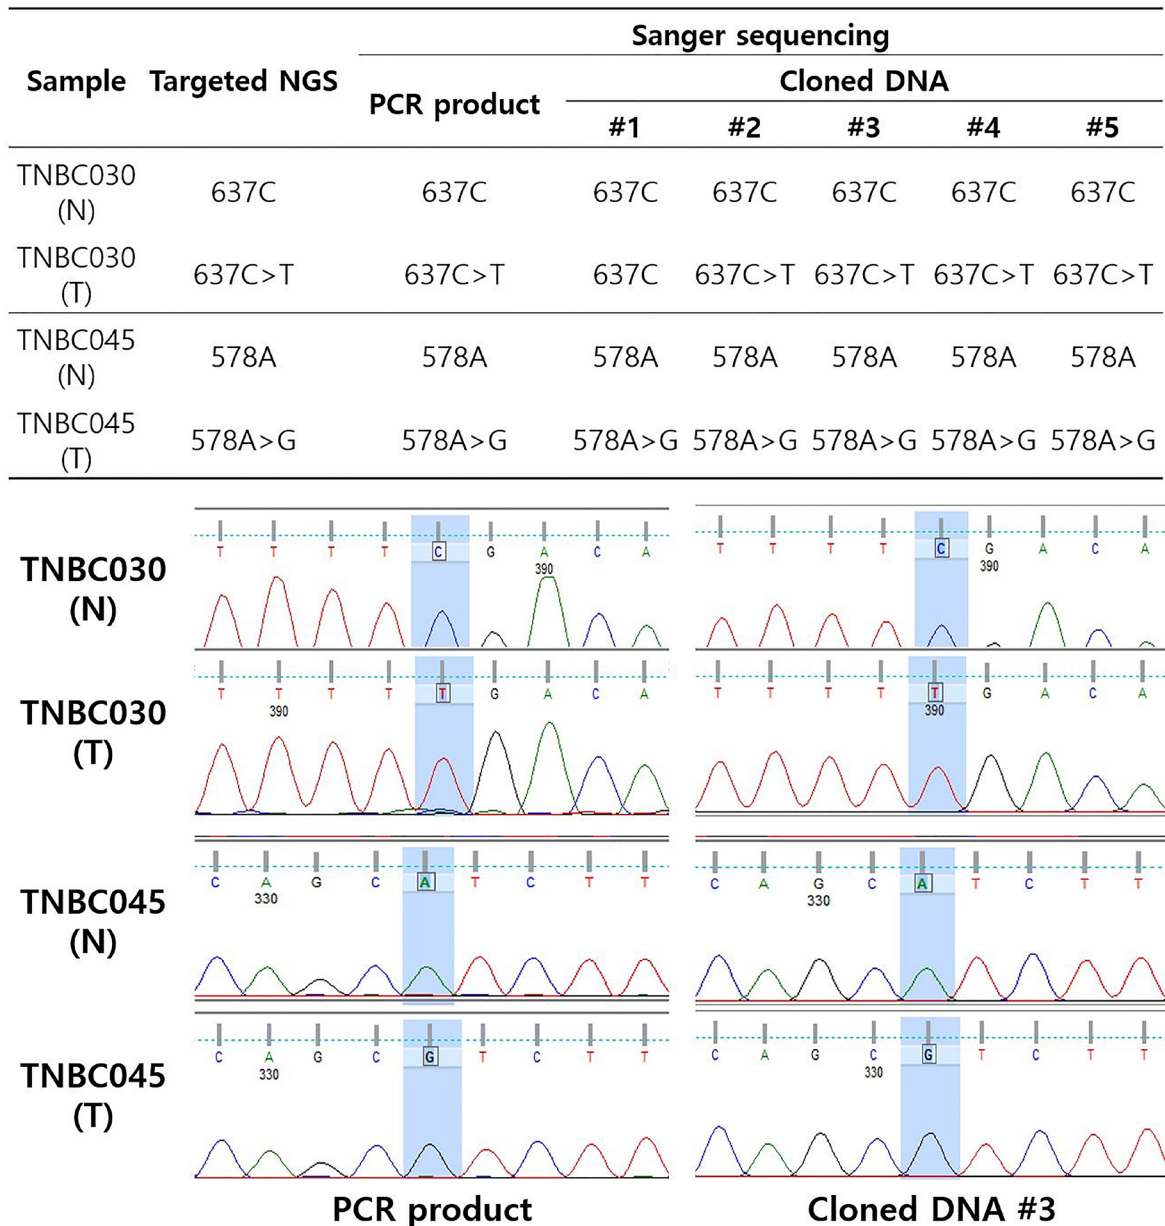 Sanger sequencing
Sample Targeted NGS PCR product Cloned DNA
#1 #2 #3 #4 #5
TNBC030
(N) 637C 637C 637C 637C 637C 637C 637C
TNBC030
(T) 637C>T 637C>T 637C 637C>T 637C>T 637C>T 637C>T
TNBC045
(N) 578A 578A 578A 578A 578A 578A 578A
TNBC045
(T) 578A>G 578A>G 578A>G 578A>G 578A>G 578A>G 578A>G
TNBC030
(N)
T T T T C G A C A
390
T T T T C G A C A
390
TNBC030
(T)
T T T T T G A C A
390
T T T T T G A C A
390
TNBC045
(N)
C A G C A T C T T
330
C A G C A T C T T
330
TNBC045
(T)
C A G C G T C T T
330
C A G C G T C T T
330
PCR product Cloned DNA #3